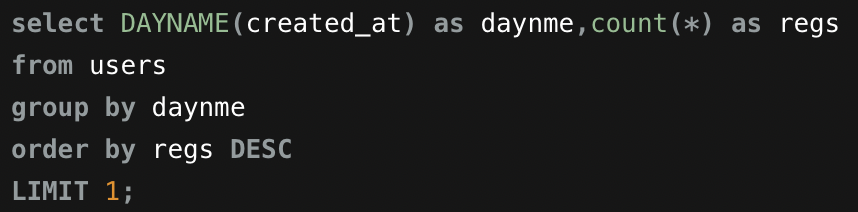 select DAYNAME(created_at) as daynme,count(*) as regs
from users
group by daynme
order by regs DESC
LIMIT 1;